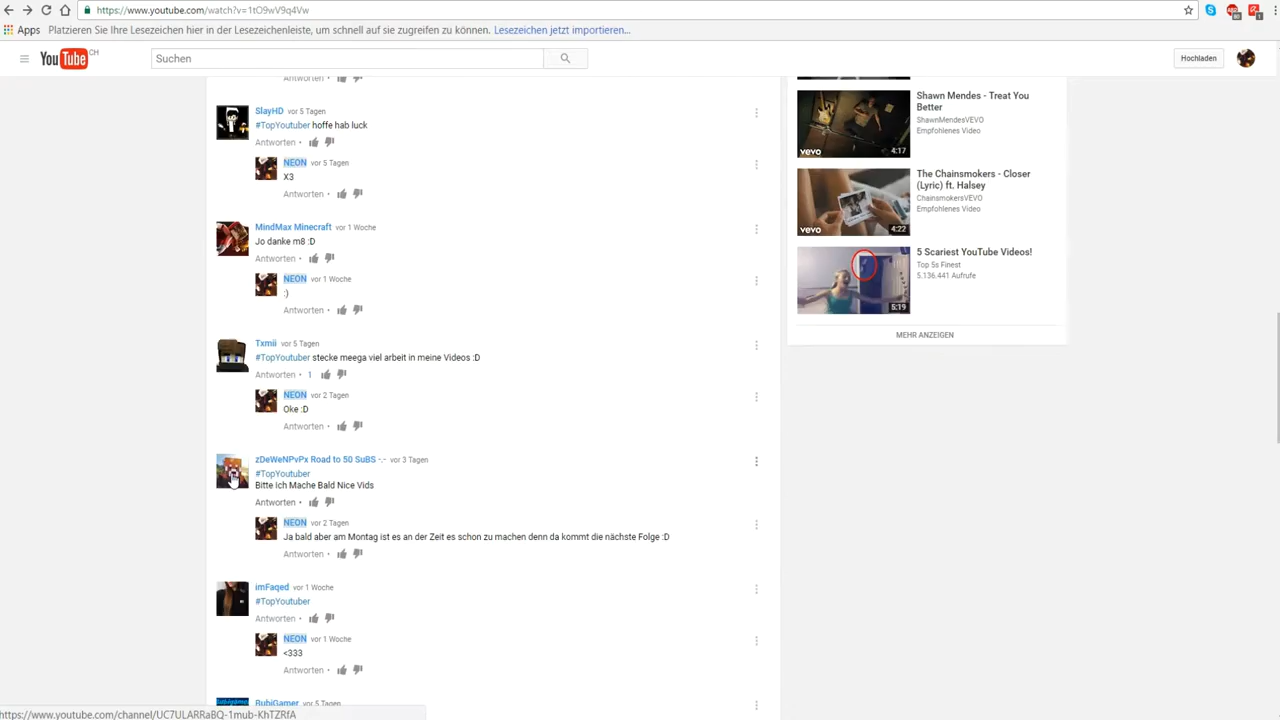 https://www.youtube.com/watch?v=1tO9wV9q4Vw
Apps Platzieren Sie Ihre Lesezeichen hier in der Lesezeichenleiste, um schnell auf sie zugreifen zu können. Lesezeichen jetzt importieren...
YouTube CH
Suchen
Hochladen
Antworten •
SlayHD vor 5 Tagen
#TopYoutuber hoffe hab luck
Antworten •
NEON vor 5 Tagen
X3
Antworten •
MindMax Minecraft vor 1 Woche
Jo danke m8 :D
Antworten •
NEON vor 1 Woche
:)
Antworten •
Txmii vor 5 Tagen
#TopYoutuber stecke meega viel arbeit in meine Videos :D
Antworten • 1
NEON vor 2 Tagen
Oke :D
Antworten •
zDeWeNPvPx Road to 50 SuBS -.- vor 3 Tagen
#TopYoutuber
Bitte Ich Mache Bald Nice Vids
Antworten •
NEON vor 2 Tagen
Ja bald aber am Montag ist es an der Zeit es schon zu machen denn da kommt die nächste Folge :D
Antworten •
imFaqed vor 1 Woche
#TopYoutuber
Antworten •
NEON vor 1 Woche
<333
Antworten •
BubiGamer vor 5 Tagen
Shawn Mendes - Treat You
Better
ShawnMendesVEVO
Empfohlenes Video
vevo 4:17
The Chainsmokers - Closer
(Lyric) ft. Halsey
ChainsmokersVEVO
Empfohlenes Video
vevo 4:22
5 Scariest YouTube Videos!
Top 5s Finest
5.136.441 Aufrufe
5:19
MEHR ANZEIGEN
https://www.youtube.com/channel/UC7ULARRaBQ-1mub-KhTZRfA